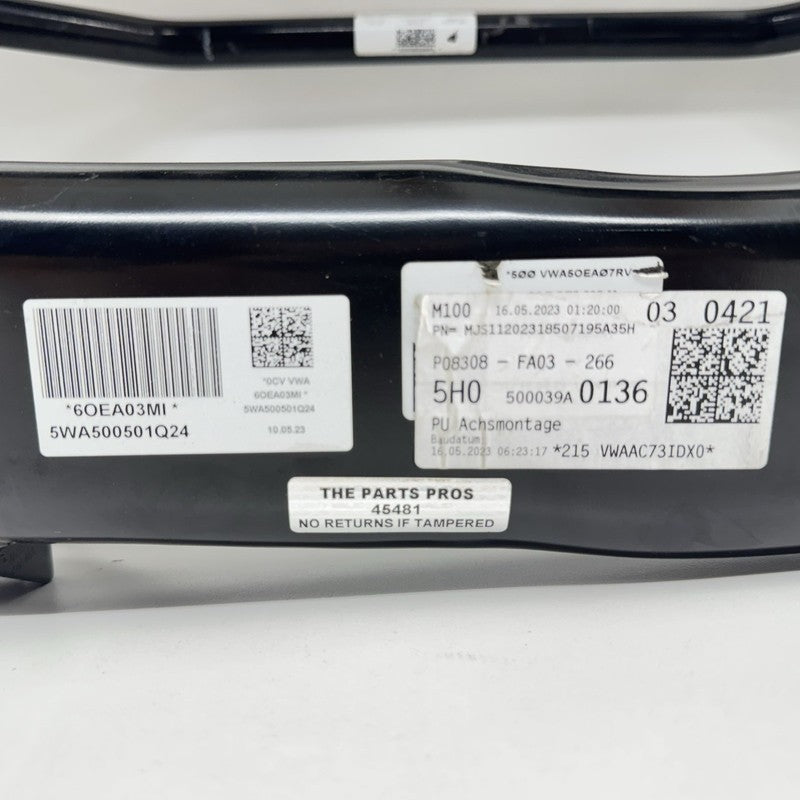 *6OEA03MI*
5WA500501Q24
*0CV VWA
6OEA03MI*
5WA500501Q24
10.05.23
*5ØØ VWA5OEAØ7RV
M100 16.05.2023 01:20:00 03 0421
PN= MJS11202318507195A35H
P08308 - FA03 - 266
5H0 500039A 0136
PU Achsmontage
Baudatum
16.05.2023 06:23:17 *215 VWAAC73IDX0*
THE PARTS PROS
45481
NO RETURNS IF TAMPERED